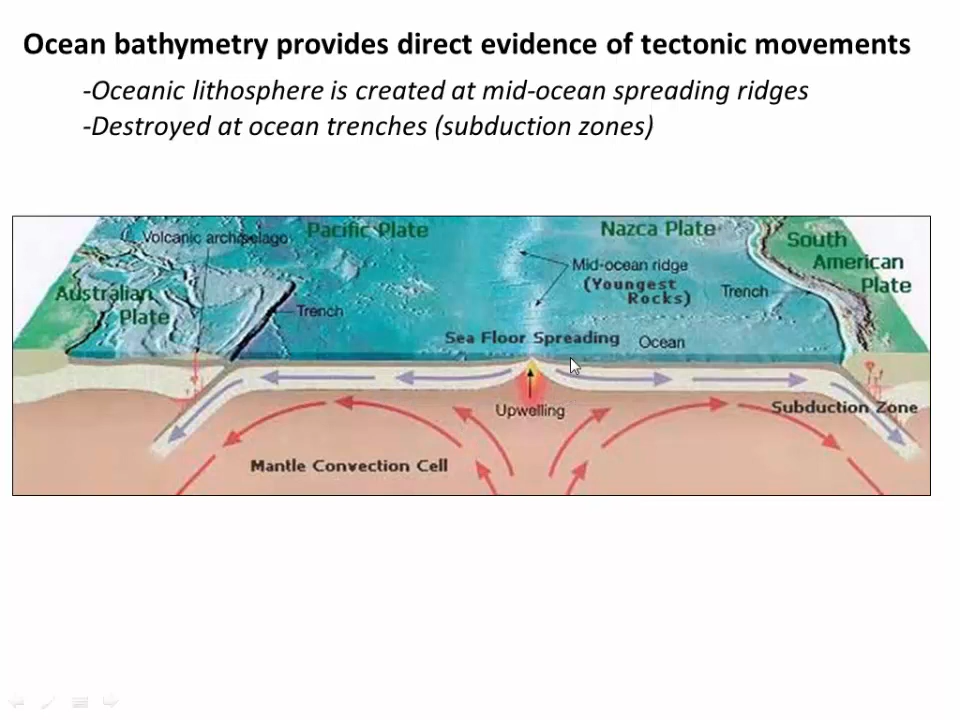 Ocean bathymetry provides direct evidence of tectonic movements
-Oceanic lithosphere is created at mid-ocean spreading ridges
-Destroyed at ocean trenches (subduction zones)
Volcanic archipelago
Pacific Plate
Nazca Plate
South
American
Plate
Mid-ocean ridge
(Youngest
Rocks)
Trench
Australian
Plate
Trench
Sea Floor Spreading
Ocean
Upwelling
Subduction Zone
Mantle Convection Cell